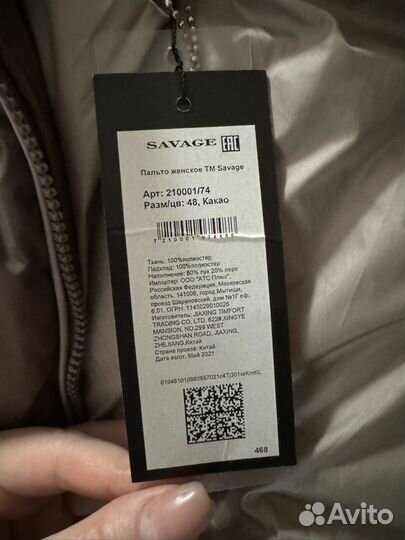 SAVAGE EAC
Пальто женское ТМ Savage
Арт: 210001/74
Разм/цв: 48, Какао
Ткань: 100%полиэстер
Подклад: 100%полиэстер
Наполнение: 80% пух 20% перо
Импортер: ООО "АТС Плюс",
Российская Федерация, Московская
область, 141006, город Мытищи,
проезд Шараповский, дом №1Г оф.
6.01. ОГРН: 1145029010026
Изготовитель: JIAXING TIMFORT
TRADING CO.,LTD. 622#,XINGYE
MANSION, NO.299 WEST
ZHONGSHAN ROAD, JIAXING,
ZHEJIANG,Китай
Страна произв: Китай
Дата изгот. Май 2021
468
Avito